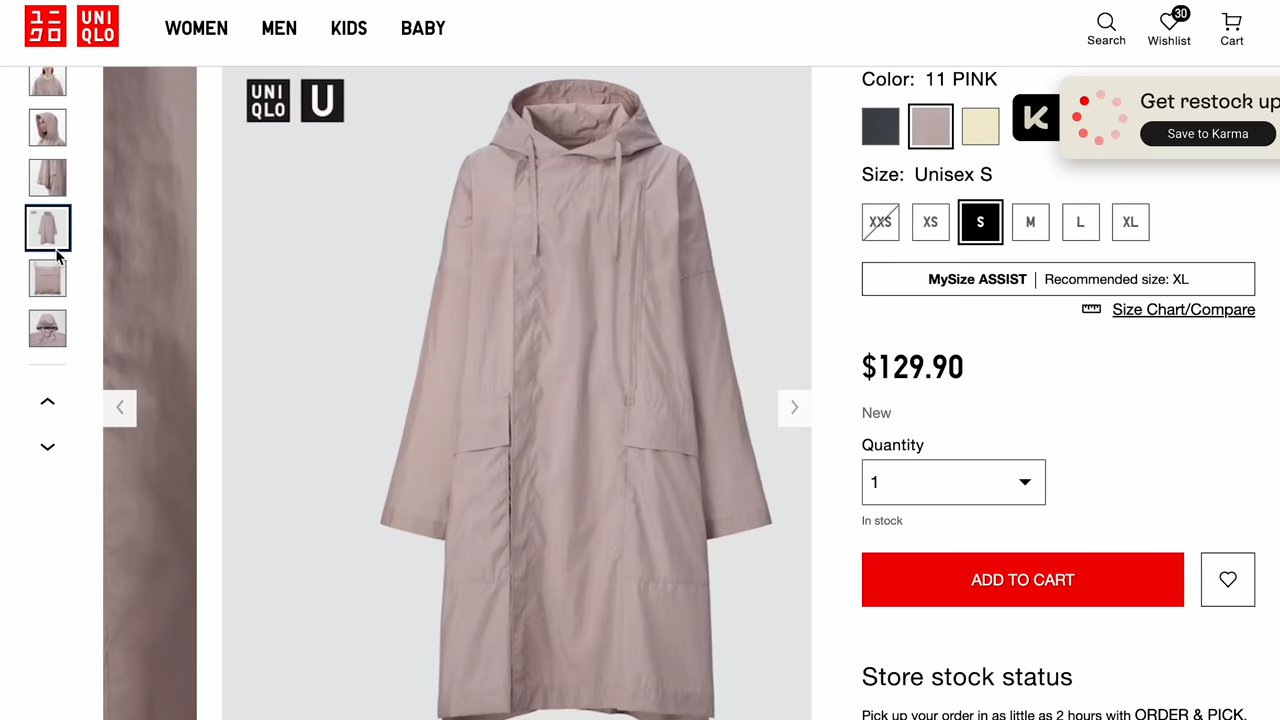 ユニ
クロ
UNI
QLO
WOMEN
MEN
KIDS
BABY
30
Search
Wishlist
Cart
UNI
QLO
U
Color: 11 PINK
K
Get restock up
Save to Karma
Size: Unisex S
XXS
XS
S
M
L
XL
MySize ASSIST | Recommended size: XL
Size Chart/Compare
$129.90
New
Quantity
1
In stock
ADD TO CART
Store stock status
Pick up your order in as little as 2 hours with ORDER & PICK.